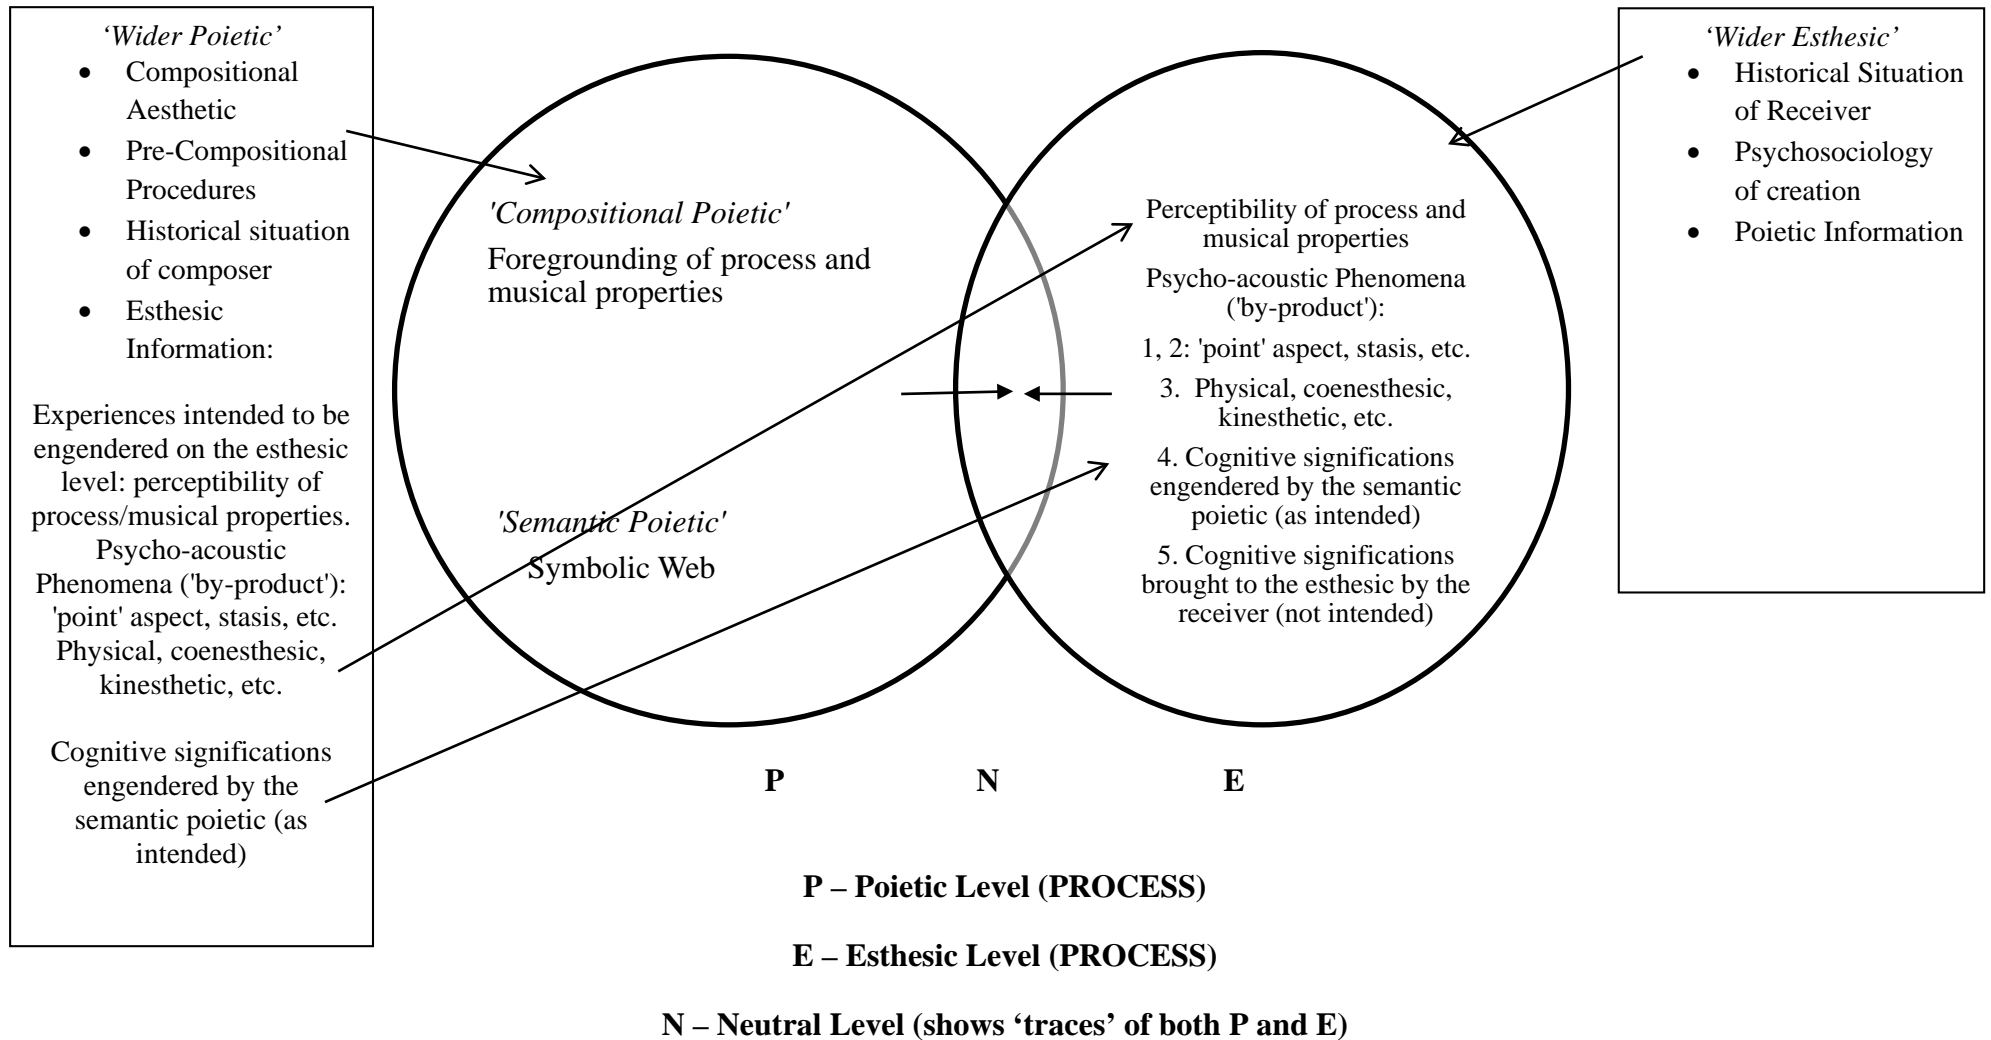 ‘Wider Poietic’
• Compositional
Aesthetic
• Pre-Compositional
Procedures
• Historical situation
of composer
• Esthesic
Information:
Experiences intended to be
engendered on the esthesic
level: perceptibility of
process/musical properties.
Psycho-acoustic
Phenomena ('by-product'):
'point' aspect, stasis, etc.
Physical, coenesthesic,
kinesthetic, etc.
Cognitive significations
engendered by the
semantic poietic (as
intended)
'Compositional Poietic'
Foregrounding of process and
musical properties
'Semantic Poietic'
Symbolic Web
Perceptibility of process and
musical properties
Psycho-acoustic Phenomena
('by-product'):
1, 2: 'point' aspect, stasis, etc.
3. Physical, coenesthesic,
kinesthetic, etc.
4. Cognitive significations
engendered by the semantic
poietic (as intended)
5. Cognitive significations
brought to the esthesic by the
receiver (not intended)
‘Wider Esthesic’
• Historical Situation
of Receiver
• Psychosociology
of creation
• Poietic Information
P N E
P – Poietic Level (PROCESS)
E – Esthesic Level (PROCESS)
N – Neutral Level (shows ‘traces’ of both P and E)